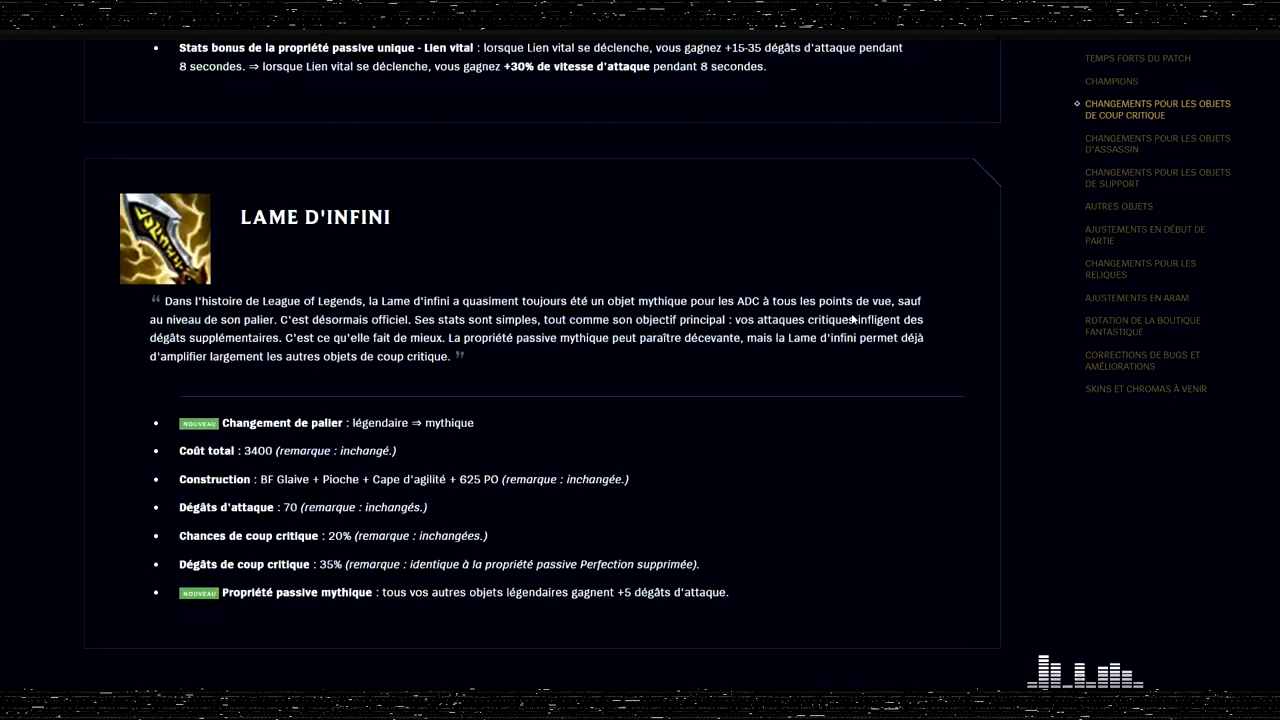 Stats bonus de la propriété passive unique - Lien vital : lorsque Lien vital se déclenche, vous gagnez +15-35 dégâts d'attaque pendant
8 secondes. ⇒ lorsque Lien vital se déclenche, vous gagnez +30% de vitesse d'attaque pendant 8 secondes.
LAME D'INFINI
“ Dans l'histoire de League of Legends, la Lame d'infini a quasiment toujours été un objet mythique pour les ADC à tous les points de vue, sauf
au niveau de son palier. C'est désormais officiel. Ses stats sont simples, tout comme son objectif principal : vos attaques critiques infligent des
dégâts supplémentaires. C'est ce qu'elle fait de mieux. La propriété passive mythique peut paraître décevante, mais la Lame d'infini permet déjà
d'amplifier largement les autres objets de coup critique. ”
NOUVEAU Changement de palier : légendaire ⇒ mythique
Coût total : 3400 (remarque : inchangé.)
Construction : BF Glaive + Pioche + Cape d'agilité + 625 PO (remarque : inchangée.)
Dégâts d'attaque : 70 (remarque : inchangés.)
Chances de coup critique : 20% (remarque : inchangées.)
Dégâts de coup critique : 35% (remarque : identique à la propriété passive Perfection supprimée).
NOUVEAU Propriété passive mythique : tous vos autres objets légendaires gagnent +5 dégâts d'attaque.
TEMPS FORTS DU PATCH
CHAMPIONS
CHANGEMENTS POUR LES OBJETS
DE COUP CRITIQUE
CHANGEMENTS POUR LES OBJETS
D'ASSASSIN
CHANGEMENTS POUR LES OBJETS
DE SUPPORT
AUTRES OBJETS
AJUSTEMENTS EN DÉBUT DE
PARTIE
CHANGEMENTS POUR LES
RELIQUES
AJUSTEMENTS EN ARAM
ROTATION DE LA BOUTIQUE
FANTASTIQUE
CORRECTIONS DE BUGS ET
AMÉLIORATIONS
SKINS ET CHROMAS À VENIR